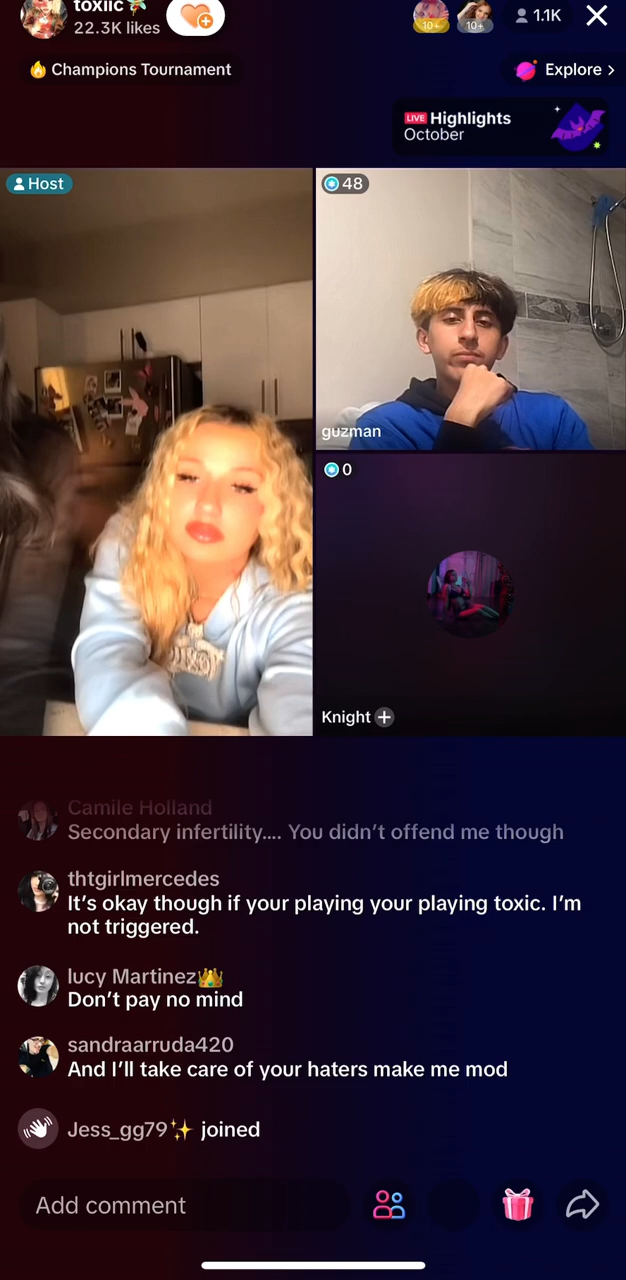 toxiic🧚
22.3K likes
10+
10+
1.1K
🔥 Champions Tournament
Explore >
LIVE Highlights
October
Host
48
guzman
0
Knight
Camile Holland
Secondary infertility.... You didn't offend me though
thtgirlmercedes
It's okay though if your playing your playing toxic. I'm
not triggered.
lucy Martinez👑
Don't pay no mind
sandraarruda420
And I'll take care of your haters make me mod
Jess_gg79✨ joined
Add comment